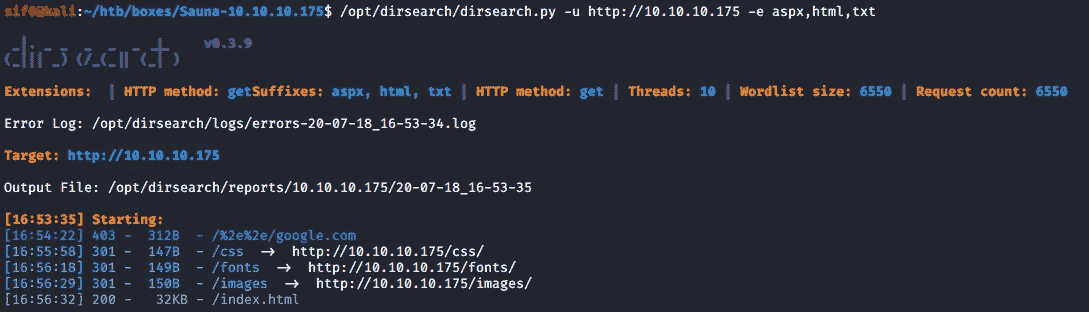 sif0@kali:~/htb/boxes/Sauna-10.10.10.175$ /opt/dirsearch/dirsearch.py -u http://10.10.10.175 -e aspx,html,txt
v0.3.9
Extensions: | HTTP method: getSuffixes: aspx, html, txt | HTTP method: get | Threads: 10 | Wordlist size: 6550 | Request count: 6550
Error Log: /opt/dirsearch/logs/errors-20-07-18_16-53-34.log
Target: http://10.10.10.175
Output File: /opt/dirsearch/reports/10.10.10.175/20-07-18_16-53-35
[16:53:35] Starting:
[16:54:22] 403 - 312B - /%2e%2e/google.com
[16:55:58] 301 - 147B - /css → http://10.10.10.175/css/
[16:56:18] 301 - 149B - /fonts → http://10.10.10.175/fonts/
[16:56:29] 301 - 150B - /images → http://10.10.10.175/images/
[16:56:32] 200 - 32KB - /index.html